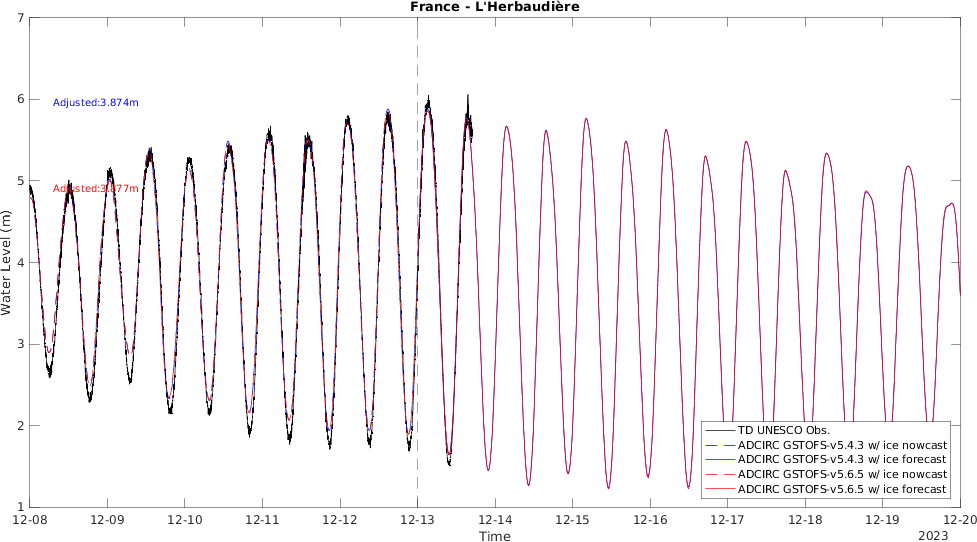 France - L'Herbaudière
7
6
5
4
3
2
1
Water Level (m)
Adjusted:3.874m
Adjusted:3.877m
TD UNESCO Obs.
ADCIRC GSTOFS-v5.4.3 w/ ice nowcast
ADCIRC GSTOFS-v5.4.3 w/ ice forecast
ADCIRC GSTOFS-v5.6.5 w/ ice nowcast
ADCIRC GSTOFS-v5.6.5 w/ ice forecast
12-08 12-09 12-10 12-11 12-12 12-13 12-14 12-15 12-16 12-17 12-18 12-19 12-20
Time
2023